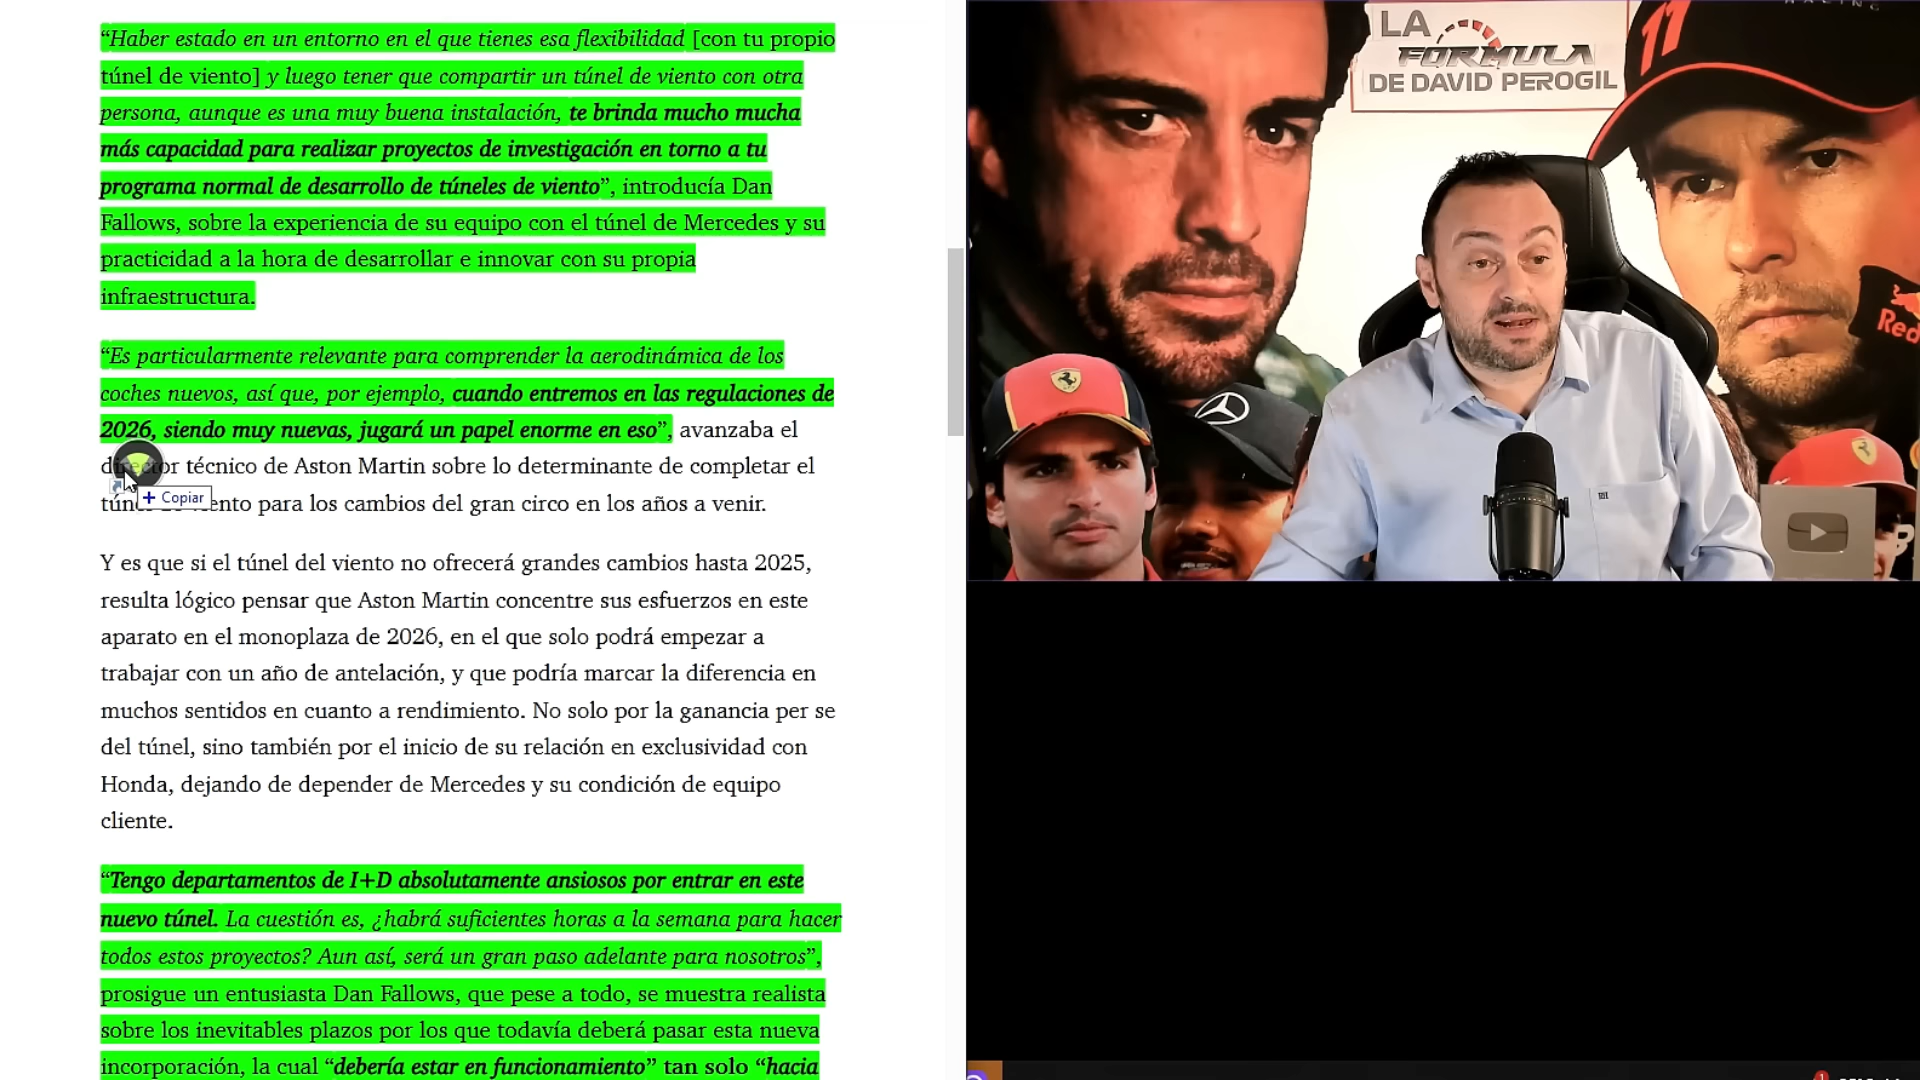 “Haber estado en un entorno en el que tienes esa flexibilidad [con tu propio
túnel de viento] y luego tener que compartir un túnel de viento con otra
persona, aunque es una muy buena instalación, te brinda mucho mucha
más capacidad para realizar proyectos de investigación en torno a tu
programa normal de desarrollo de túneles de viento”, introducía Dan
Fallows, sobre la experiencia de su equipo con el túnel de Mercedes y su
practicidad a la hora de desarrollar e innovar con su propia
infraestructura.
“Es particularmente relevante para comprender la aerodinámica de los
coches nuevos, así que, por ejemplo, cuando entremos en las regulaciones de
2026, siendo muy nuevas, jugará un papel enorme en eso”, avanzaba el
técnico de Aston Martin sobre lo determinante de completar el
para los cambios del gran circo en los años a venir.
Copiar
Y es que si el túnel del viento no ofrecerá grandes cambios hasta 2025,
resulta lógico pensar que Aston Martin concentre sus esfuerzos en este
aparato en el monoplaza de 2026, en el que solo podrá empezar a
trabajar con un año de antelación, y que podría marcar la diferencia en
muchos sentidos en cuanto a rendimiento. No solo por la ganancia per se
del túnel, sino también por el inicio de su relación en exclusividad con
Honda, dejando de depender de Mercedes y su condición de equipo
cliente.
“Tengo departamentos de I+D absolutamente ansiosos por entrar en este
nuevo túnel. La cuestión es, ¿habrá suficientes horas a la semana para hacer
todos estos proyectos? Aun así, será un gran paso adelante para nosotros”,
prosigue un entusiasta Dan Fallows, que pese a todo, se muestra realista
sobre los inevitables plazos por los que todavía deberá pasar esta nueva
incorporación, la cual “debería estar en funcionamiento” tan solo “hacia
LA
FÓRMULA
DE DAVID PEROGIL
11
Red